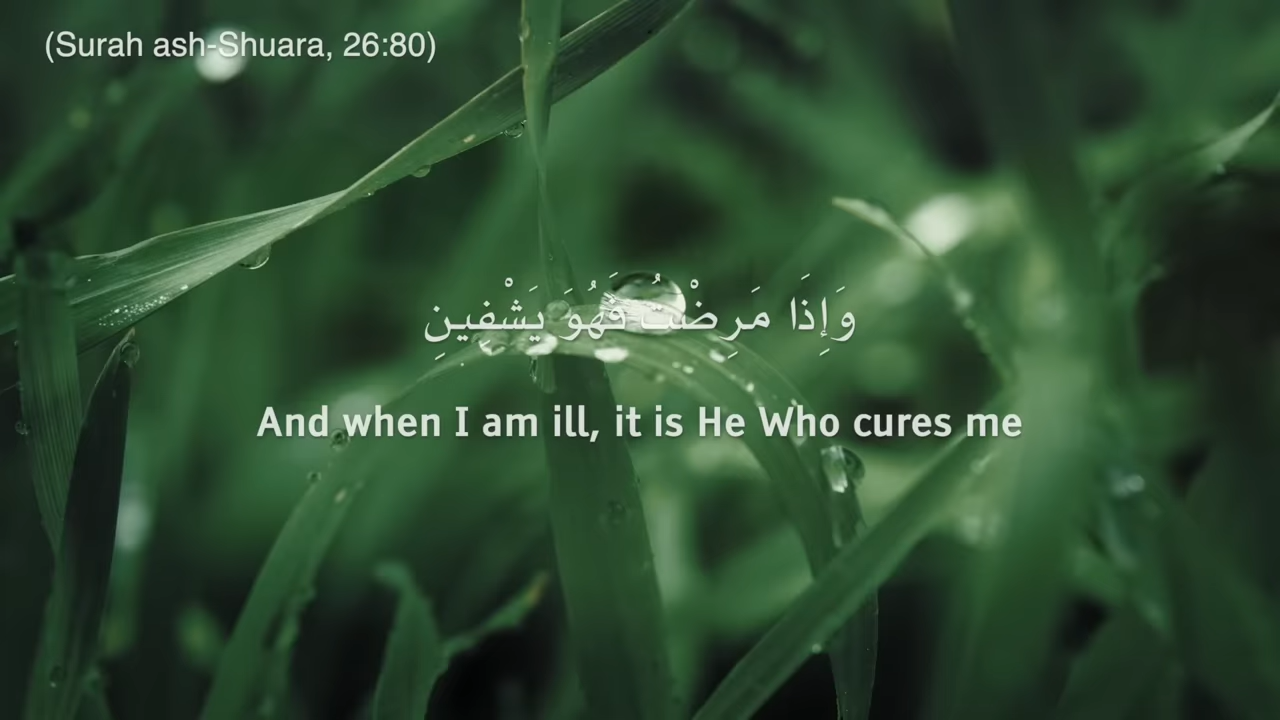 (Surah ash-Shuara, 26:80)
وَإِذَا مَرِضْتُ فَهُوَ يَشْفِينِ
And when I am ill, it is He Who cures me